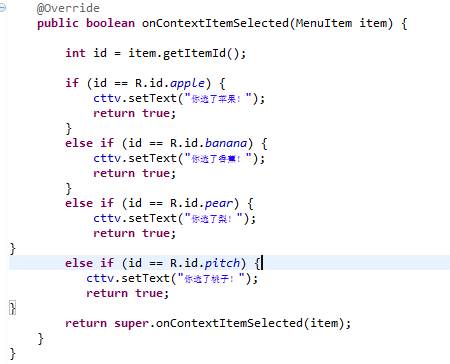 @Override
public boolean onContextItemSelected(MenuItem item) {
int id = item.getItemId();
if (id == R.id.apple) {
cttv.setText("你选了苹果！");
return true;
}
else if (id == R.id.banana) {
cttv.setText("你选了香蕉！");
return true;
}
else if (id == R.id.pear) {
cttv.setText("你选了梨！");
return true;
}
else if (id == R.id.pitch) {
cttv.setText("你选了桃子！");
return true;
}
return super.onContextItemSelected(item);
}
}